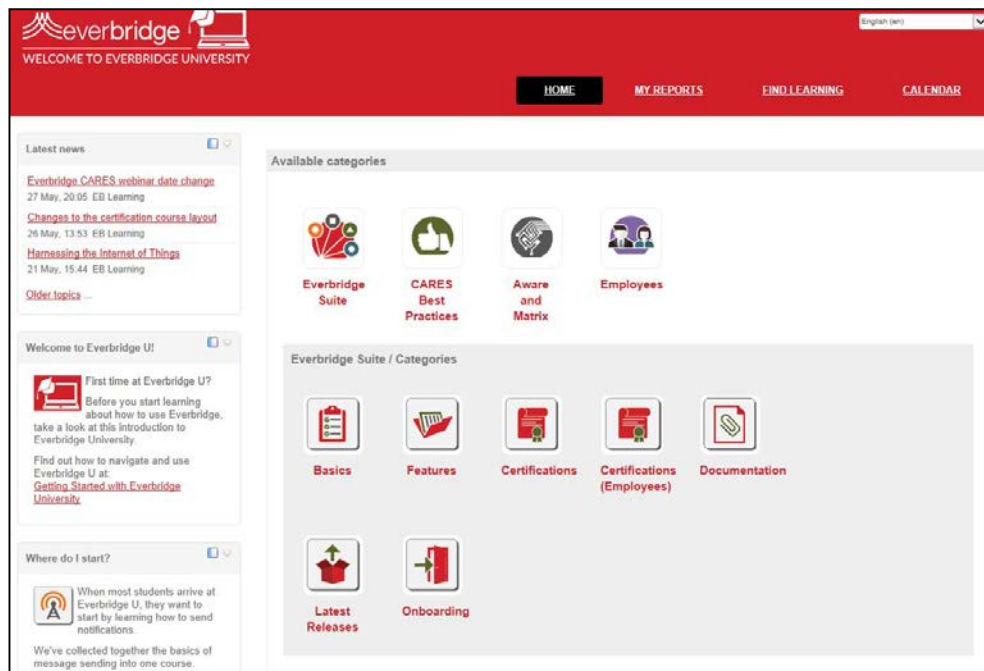 everbridge
WELCOME TO EVERBRIDGE UNIVERSITY
English (en)
HOME
MY REPORTS
FIND LEARNING
CALENDAR
Latest news
Everbridge CARES webinar date change
27 May, 20:05 EB Learning
Changes to the certification course layout
26 May, 13:53 EB Learning
Harnessing the Internet of Things
21 May, 15:44 EB Learning
Older topics ...
Welcome to Everbridge U!
First time at Everbridge U?
Before you start learning
about how to use Everbridge,
take a look at this introduction to
Everbridge University.
Find out how to navigate and use
Everbridge U at:
Getting Started with Everbridge
University
Where do I start?
When most students arrive at
Everbridge U, they want to
start by learning how to send
notifications.
We've collected together the basics of
message sending into one course.
Available categories
Everbridge
Suite
CARES
Best
Practices
Aware
and
Matrix
Employees
Everbridge Suite / Categories
Basics
Features
Certifications
Certifications
(Employees)
Documentation
Latest
Releases
Onboarding